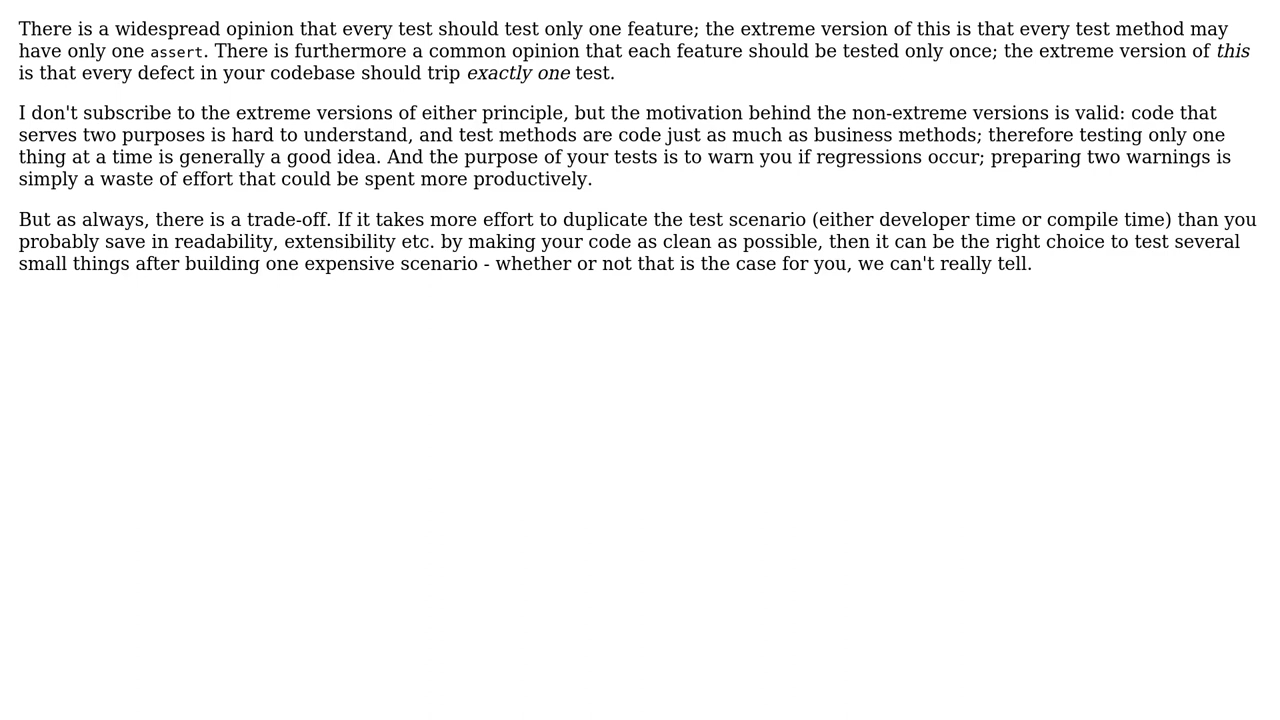 There is a widespread opinion that every test should test only one feature; the extreme version of this is that every test method may
have only one assert. There is furthermore a common opinion that each feature should be tested only once; the extreme version of this
is that every defect in your codebase should trip exactly one test.
I don't subscribe to the extreme versions of either principle, but the motivation behind the non-extreme versions is valid: code that
serves two purposes is hard to understand, and test methods are code just as much as business methods; therefore testing only one
thing at a time is generally a good idea. And the purpose of your tests is to warn you if regressions occur; preparing two warnings is
simply a waste of effort that could be spent more productively.
But as always, there is a trade-off. If it takes more effort to duplicate the test scenario (either developer time or compile time) than you
probably save in readability, extensibility etc. by making your code as clean as possible, then it can be the right choice to test several
small things after building one expensive scenario - whether or not that is the case for you, we can't really tell.